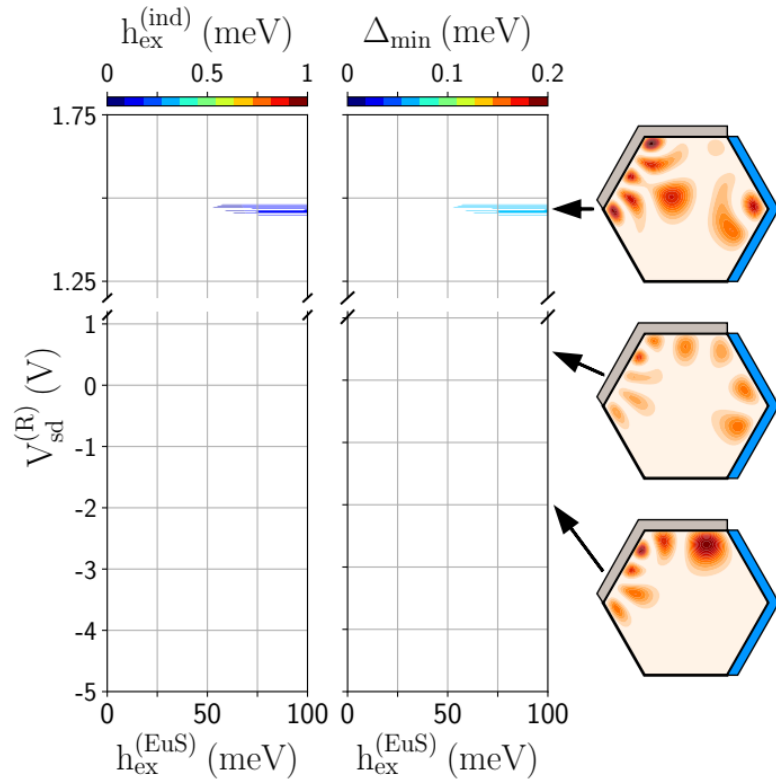 h_ex^(ind) (meV) Δ_min (meV)
0 0.5 1 0 0.1 0.2
1.75
1.25
1
0
-1
-2
-3
-4
-5
V_sd^(R) (V)
0 50 100 0 50 100
h_ex^(EuS) (meV) h_ex^(EuS) (meV)